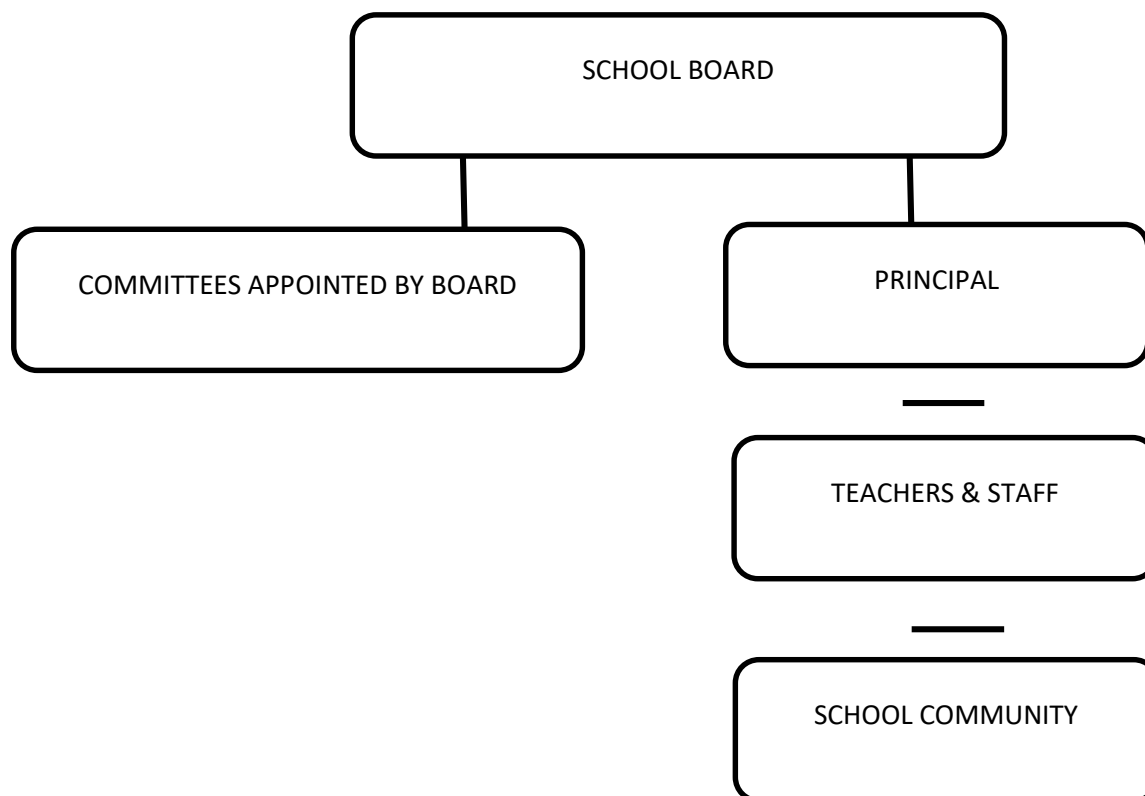 SCHOOL BOARD
COMMITTEES APPOINTED BY BOARD
PRINCIPAL
TEACHERS & STAFF
SCHOOL COMMUNITY